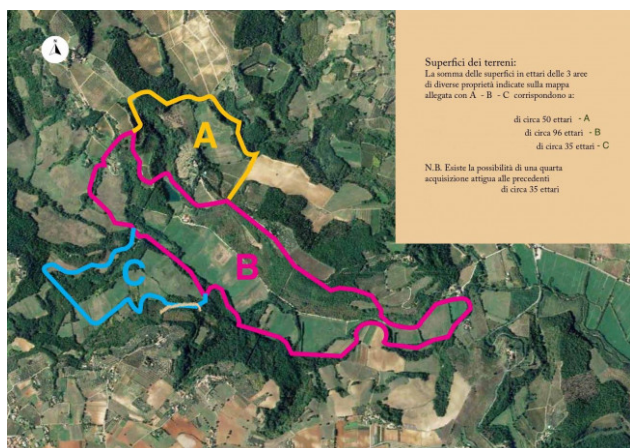 Superfici dei terreni:
La somma delle superfici in ettari delle 3 aree
di diverse proprietà indicate sulla mappa
allegata con A - B - C corrispondono a:
di circa 50 ettari - A
di circa 96 ettari - B
di circa 35 ettari - C
N.B. Esiste la possibilità di una quarta
acquisizione attigua alle precedenti
di circa 35 ettari
A
B
C